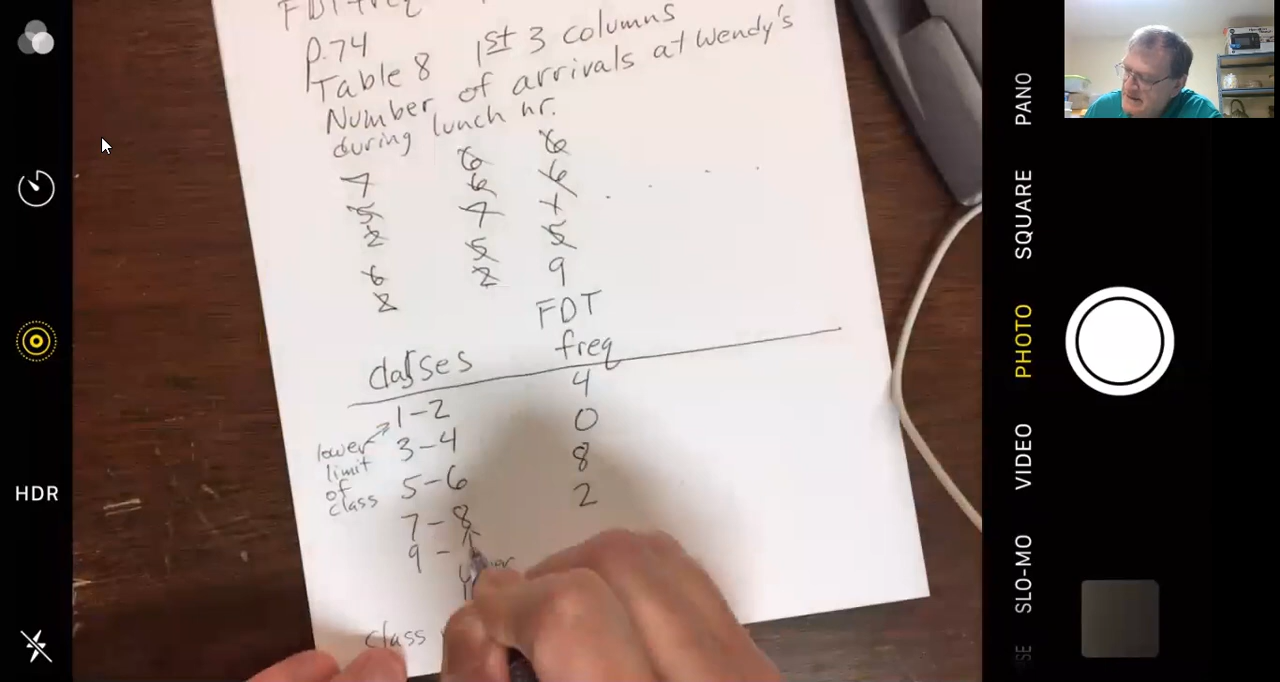 FDT freq
p.74
Table 8 1st 3 columns
Number of arrivals at Wendy's
during lunch hr.
7 6 6
5 6 6
2 7 1
6 5 5
2 2 9
FDT
classes freq
1-2 4
3-4 0
5-6 8
7-8 2
9-
lower
limit
of
class
class
HDR
PANO
SQUARE
PHOTO
VIDEO
SLO-MO